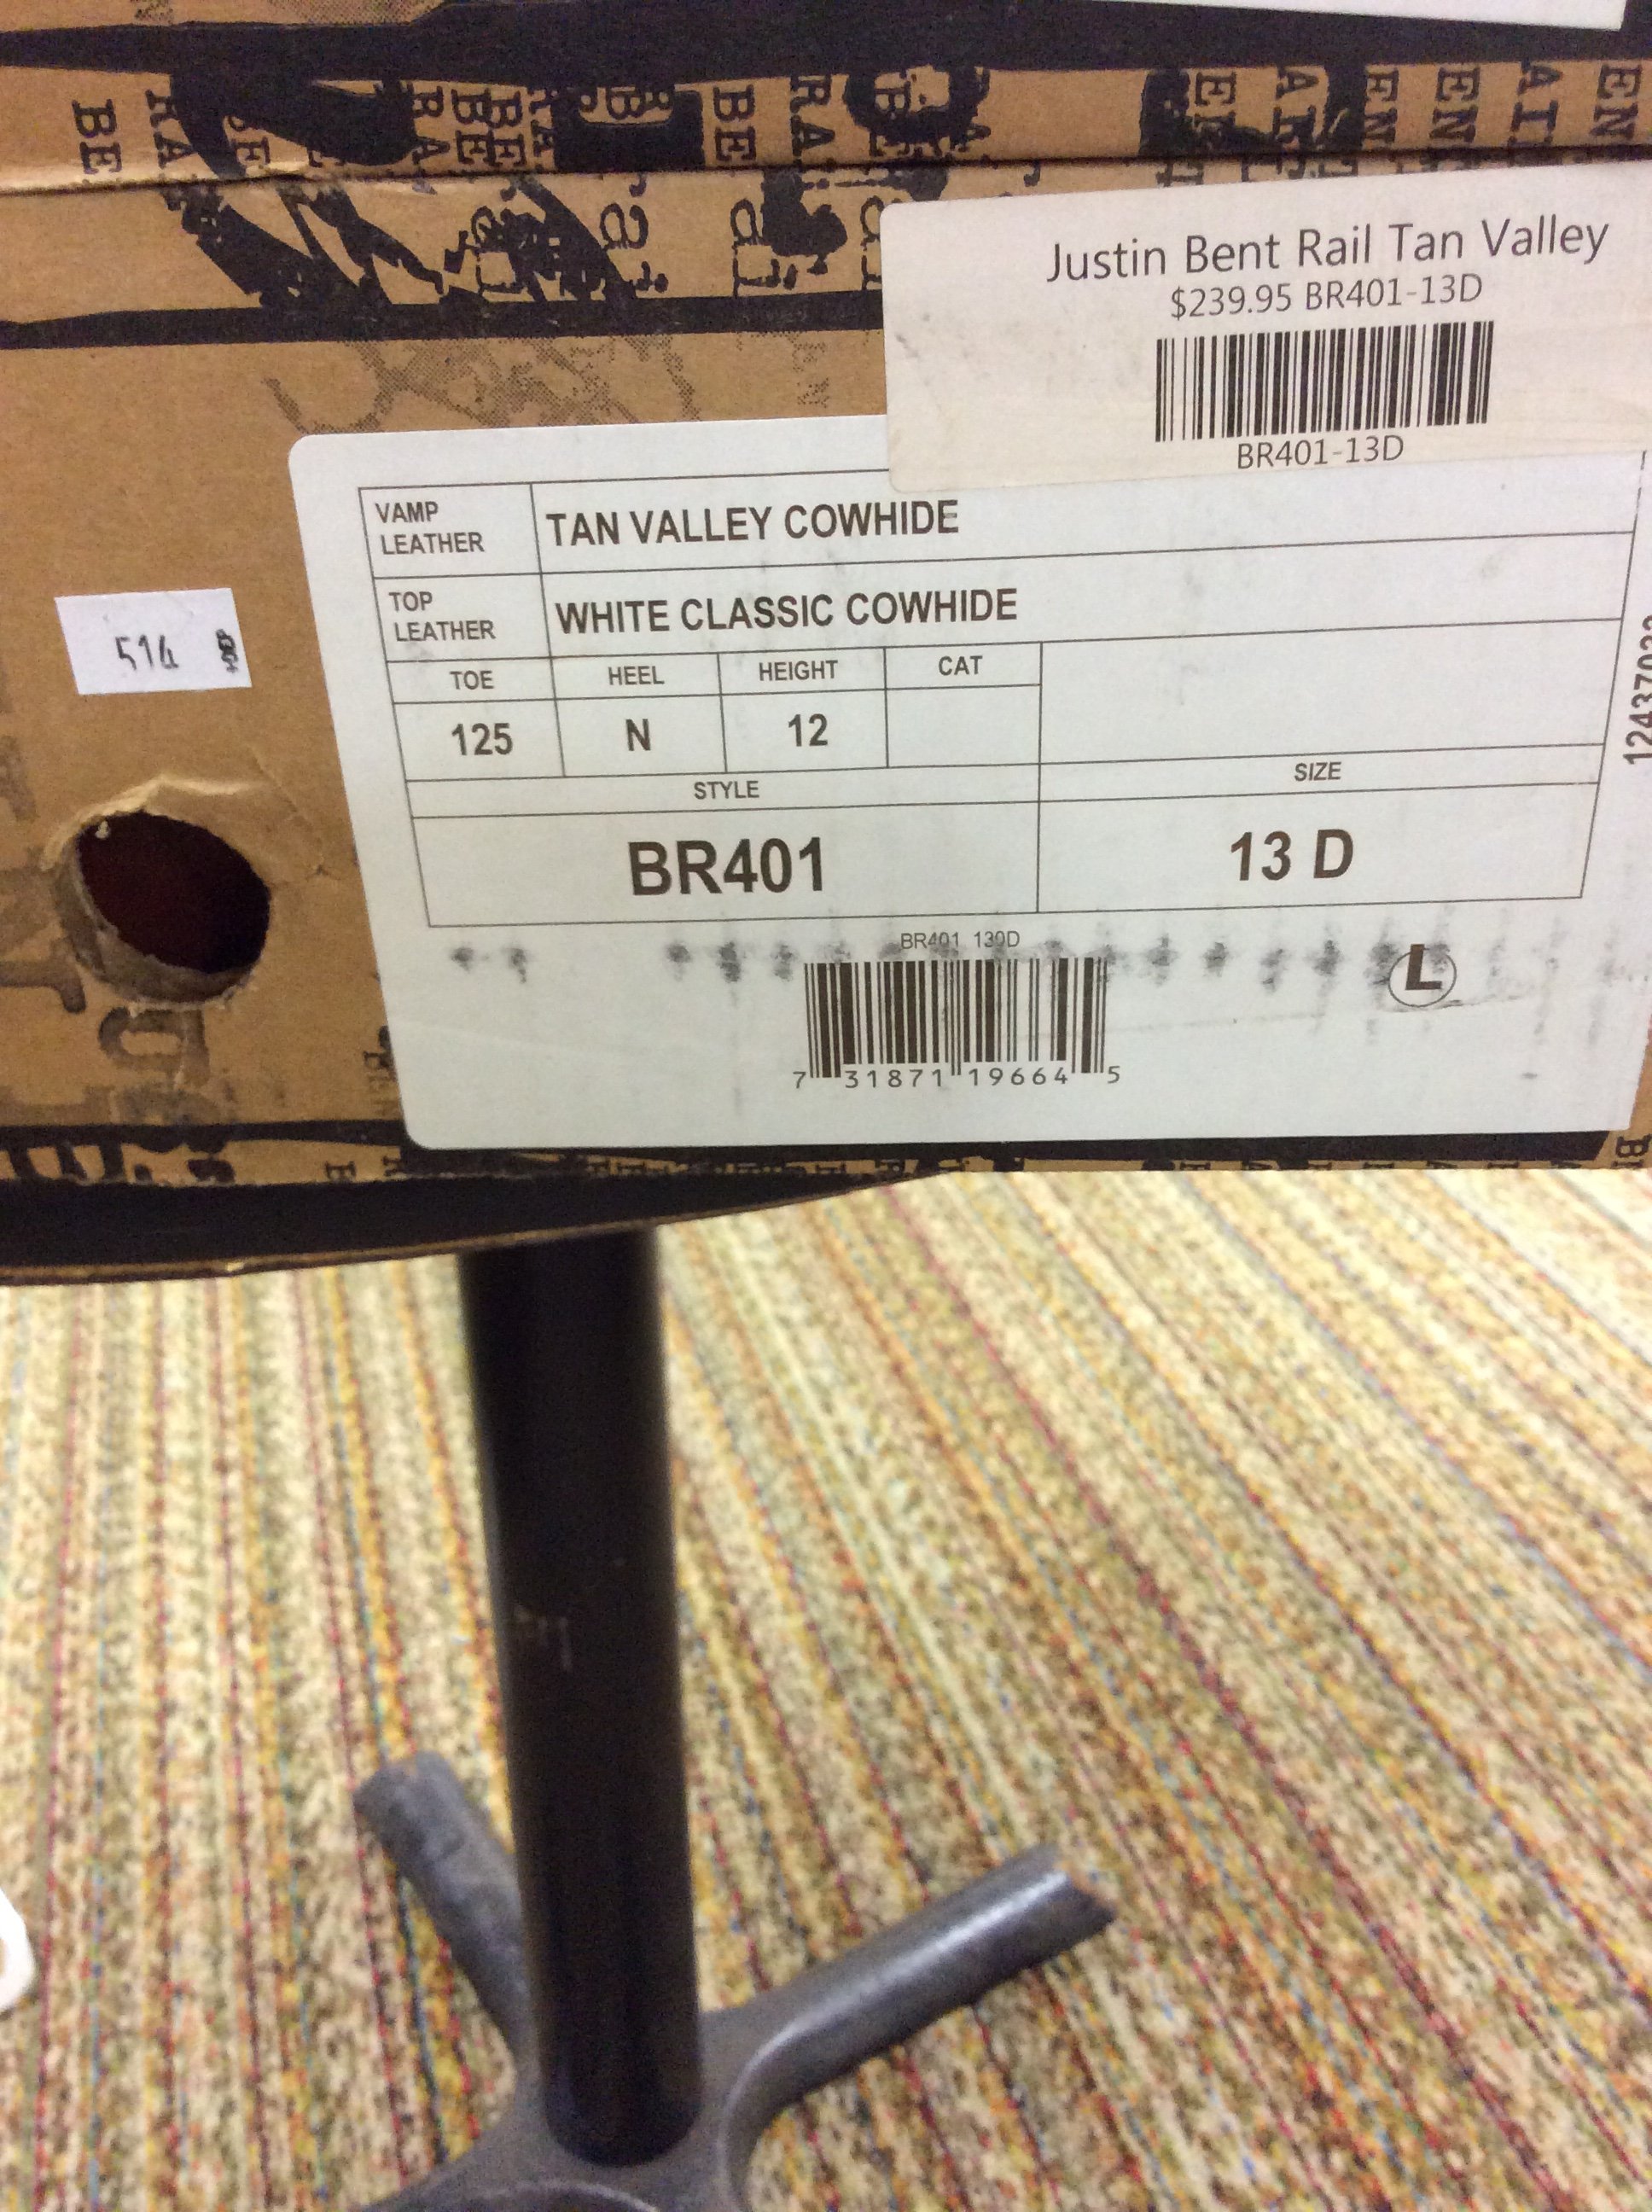 Justin Bent Rail Tan Valley
$239.95 BR401-13D
BR401-13D
VAMP
LEATHER
TAN VALLEY COWHIDE
TOP
LEATHER
WHITE CLASSIC COWHIDE
TOE HEEL HEIGHT CAT
125 N 12
STYLE SIZE
BR401 13 D
BR401 130D
L
7 31871 19664 5
514